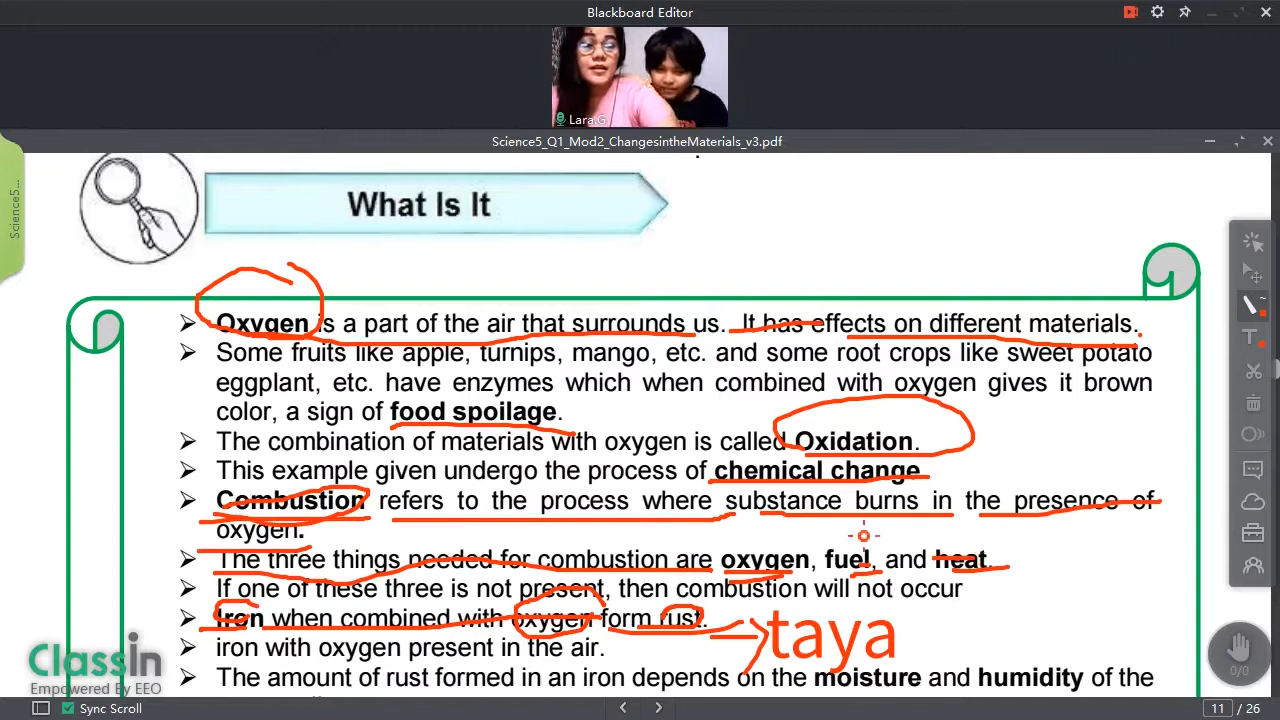 Blackboard Editor
Lara.G
Science5_Q1_Mod2_ChangesintheMaterials_v3.pdf
Science5...
What Is It
➢ Oxygen is a part of the air that surrounds us. It has effects on different materials.
➢ Some fruits like apple, turnips, mango, etc. and some root crops like sweet potato
eggplant, etc. have enzymes which when combined with oxygen gives it brown
color, a sign of food spoilage.
➢ The combination of materials with oxygen is called Oxidation.
➢ This example given undergo the process of chemical change.
➢ Combustion refers to the process where substance burns in the presence of
oxygen.
➢ The three things needed for combustion are oxygen, fuel, and heat.
➢ If one of these three is not present, then combustion will not occur
➢ Iron when combined with oxygen form rust.
taya
➢ iron with oxygen present in the air.
➢ The amount of rust formed in an iron depends on the moisture and humidity of the
ClassIn
Empowered By EEO
0/0
Sync Scroll
11 / 26